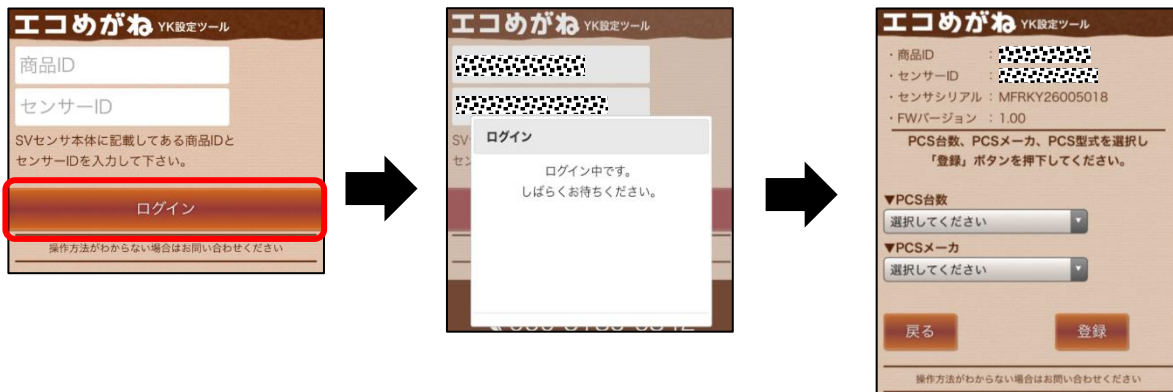 エコめがね YK設定ツール
商品ID
センサーID
SVセンサ本体に記載してある商品IDと
センサーIDを入力して下さい。
ログイン
操作方法がわからない場合はお問い合わせください
エコめがね YK設定ツール
SV
セン
ログイン
ログイン中です。
しばらくお待ちください。
エコめがね YK設定ツール
・商品ID :
・センサーID :
・センサシリアル : MFRKY26005018
・FWバージョン : 1.00
PCS台数、PCSメーカ、PCS型式を選択し
「登録」ボタンを押下してください。
▼PCS台数
選択してください
▼PCSメーカ
選択してください
戻る
登録
操作方法がわからない場合はお問い合わせください